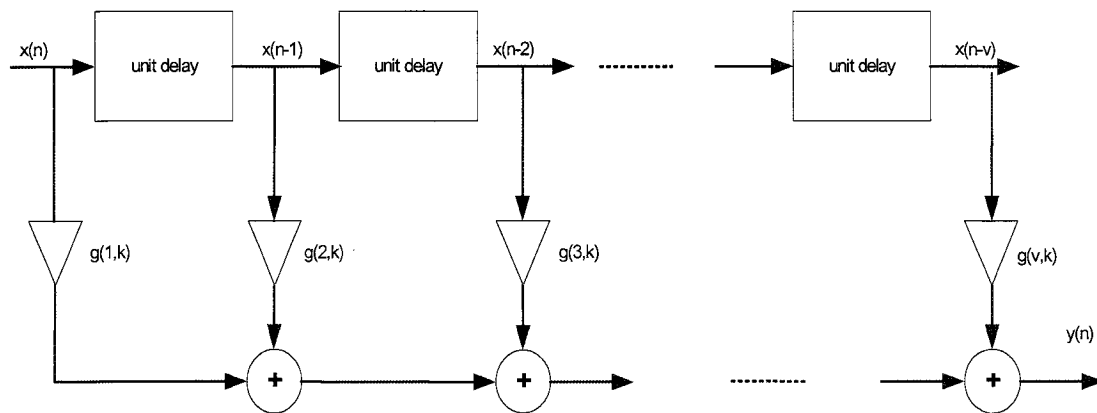 x(n)
unit delay
x(n-1)
unit delay
x(n-2)
unit delay
x(n-v)
g(1,k)
g(2,k)
g(3,k)
g(v,k)
y(n)
+
+
+